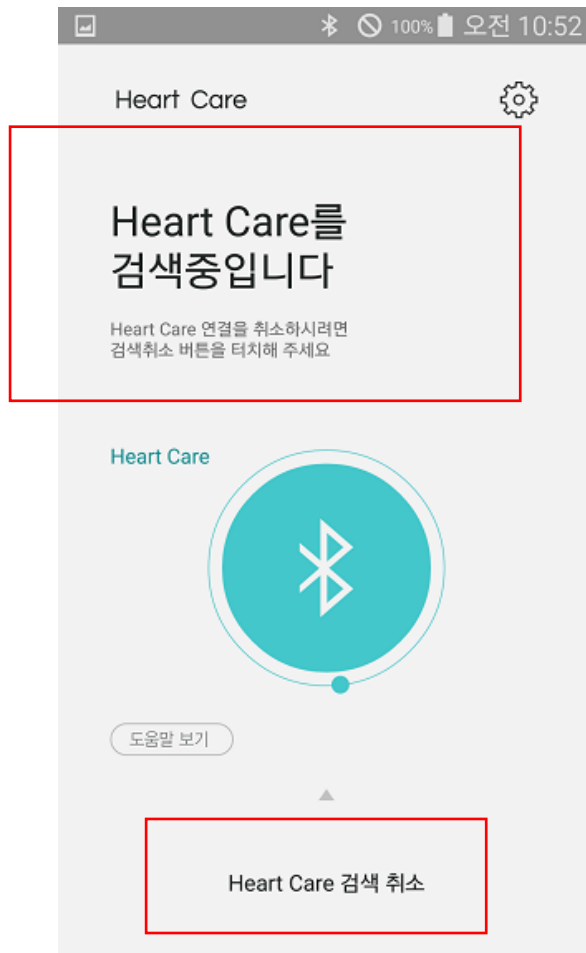 100% 오전 10:52
Heart Care
Heart Care를
검색중입니다
Heart Care 연결을 취소하시려면
검색취소 버튼을 터치해 주세요
Heart Care
도움말 보기
Heart Care 검색 취소